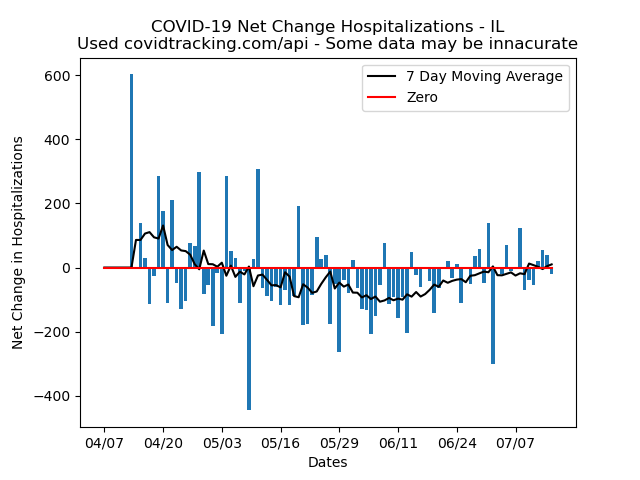 COVID-19 Net Change Hospitalizations - IL
Used covidtracking.com/api - Some data may be innacurate
7 Day Moving Average
Zero
Net Change in Hospitalizations
600
400
200
0
−200
−400
04/07 04/20 05/03 05/16 05/29 06/11 06/24 07/07
Dates